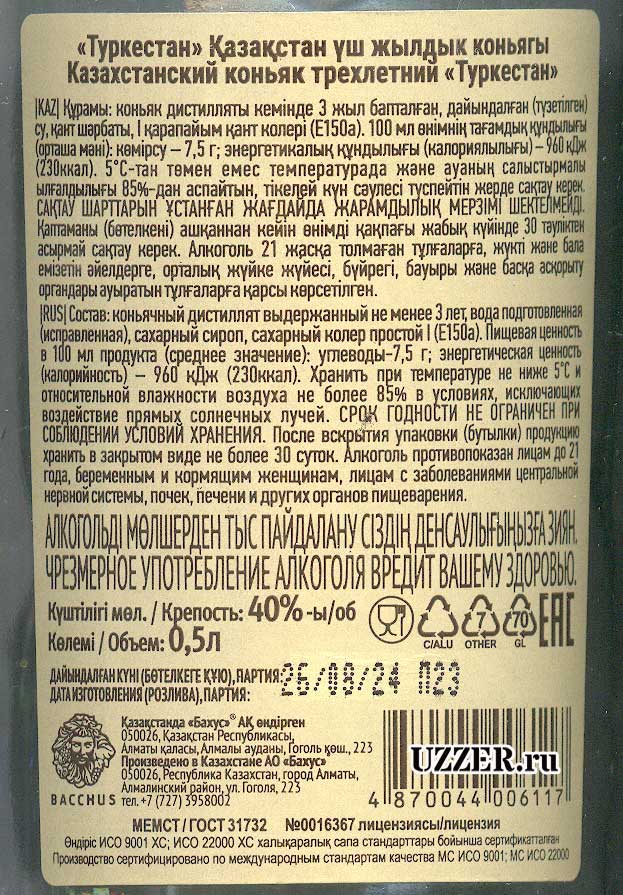 «Туркестан» Қазақстан үш жылдық коньягы
Казахстанский коньяк трехлетний «Туркестан»
|KAZ| Құрамы: коньяк дистилляты кемінде 3 жыл бапталған, дайындалған (түзетілген)
су, қант шарбаты, I қарапайым қант колері (Е150а). 100 мл өнімнің тағамдық құндылығы
(орташа мәні): көмірсу – 7,5 г; энергетикалық құндылығы (калориялылығы) – 960 кДж
(230ккал). 5°С-тан төмен емес температурада және ауаның салыстырмалы
ылғалдылығы 85%-дан аспайтын, тікелей күн сәулесі түспейтін жерде сақтау керек.
САҚТАУ ШАРТТАРЫН ҰСТАНҒАН ЖАҒДАЙДА ЖАРАМДЫЛЫҚ МЕРЗІМІ ШЕКТЕЛМЕЙДІ.
Қаптаманы (бөтелкені) ашқаннан кейін өнімді қақпағы жабық күйінде 30 тәуліктен
асырмай сақтау керек. Алкоголь 21 жасқа толмаған тұлғаларға, жүкті және бала
емізетін әйелдерге, орталық жүйке жүйесі, бүйрегі, бауыры және басқа асқорыту
органдары ауыратын тұлғаларға қарсы көрсетілген.
|RUS| Состав: коньячный дистиллят выдержанный не менее 3 лет, вода подготовленная
(исправленная), сахарный сироп, сахарный колер простой I (Е150а). Пищевая ценность
в 100 мл продукта (среднее значение): углеводы-7,5 г; энергетическая ценность
(калорийность) – 960 кДж (230ккал). Хранить при температуре не ниже 5°С и
относительной влажности воздуха не более 85% в условиях, исключающих
воздействие прямых солнечных лучей. СРОК ГОДНОСТИ НЕ ОГРАНИЧЕН ПРИ
СОБЛЮДЕНИИ УСЛОВИЙ ХРАНЕНИЯ. После вскрытия упаковки (бутылки) продукцию
хранить в закрытом виде не более 30 суток. Алкоголь противопоказан лицам до 21
года, беременным и кормящим женщинам, лицам с заболеваниями центральной
нервной системы, почек, печени и других органов пищеварения.
АЛКОГОЛЬДІ МӨЛШЕРДЕН ТЫС ПАЙДАЛАНУ СІЗДІҢ ДЕНСАУЛЫҒЫҢЫЗҒА ЗИЯН.
ЧРЕЗМЕРНОЕ УПОТРЕБЛЕНИЕ АЛКОГОЛЯ ВРЕДИТ ВАШЕМУ ЗДОРОВЬЮ.
Күштілігі мөл. / Крепость: 40%-ы/об
Көлемі / Объем: 0,5л
C/ALU
7 OTHER
70 GL
EAC
ДАЙЫНДАЛҒАН КҮНІ (БӨТЕЛКЕГЕ ҚҰЮ), ПАРТИЯ:
ДАТА ИЗГОТОВЛЕНИЯ (РОЗЛИВА), ПАРТИЯ:
26/08/24 П23
BACCHUS
Қазақстанда «Бахус»® АҚ өндірген
050026, Қазақстан Республикасы,
Алматы қаласы, Алмалы ауданы, Гоголь көш., 223
Произведено в Казахстане АО «Бахус»
050026, Республика Казахстан, город Алматы,
Алмалинский район, ул. Гоголя, 223
тел. +7 (727) 3958002
UZZER.ru
4 870044 006117
МЕМСТ / ГОСТ 31732 №0016367 лицензиясы/лицензия
Өндіріс ИСО 9001 ХС; ИСО 22000 ХС халықаралық сапа стандарттары бойынша сертификатталған
Производство сертифицировано по международным стандартам качества МС ИСО 9001; МС ИСО 22000